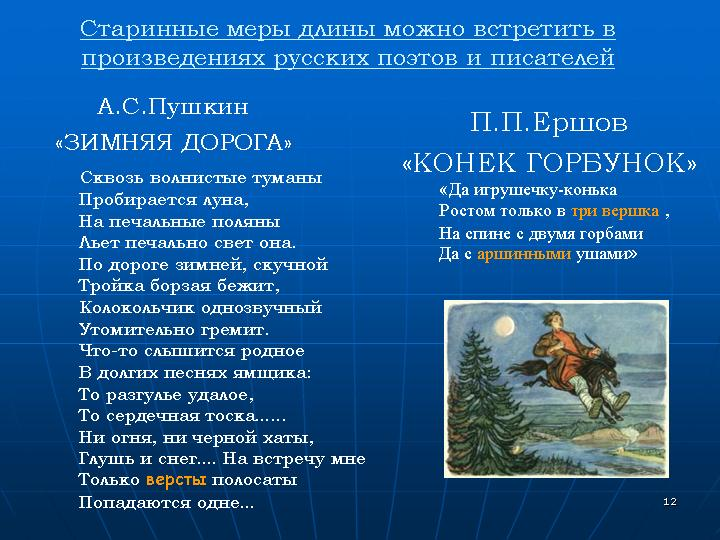 Старинные меры длины можно встретить в
произведениях русских поэтов и писателей
А.С.Пушкин
«ЗИМНЯЯ ДОРОГА»
Сквозь волнистые туманы
Пробирается луна,
На печальные поляны
Льет печально свет она.
По дороге зимней, скучной
Тройка борзая бежит,
Колокольчик однозвучный
Утомительно гремит.
Что-то слышится родное
В долгих песнях ямщика:
То разгулье удалое,
То сердечная тоска......
Ни огня, ни черной хаты,
Глушь и снег.... На встречу мне
Только версты полосаты
Попадаются одне...
П.П.Ершов
«КОНЕК ГОРБУНОК»
«Да игрушечку-конька
Ростом только в три вершка ,
На спине с двумя горбами
Да с аршинными ушами»
12